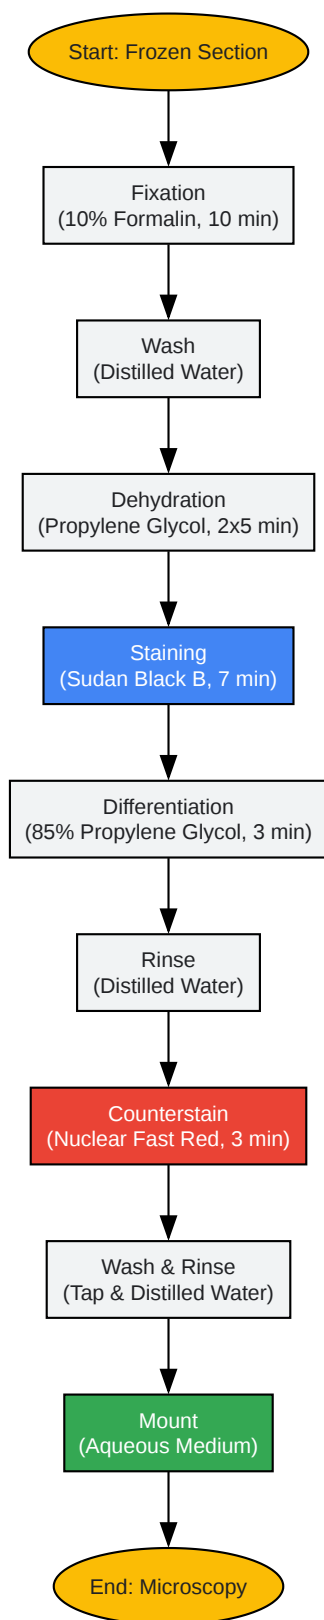 Start: Frozen Section
Fixation
(10% Formalin, 10 min)
Wash
(Distilled Water)
Dehydration
(Propylene Glycol, 2x5 min)
Staining
(Sudan Black B, 7 min)
Differentiation
(85% Propylene Glycol, 3 min)
Rinse
(Distilled Water)
Counterstain
(Nuclear Fast Red, 3 min)
Wash & Rinse
(Tap & Distilled Water)
Mount
(Aqueous Medium)
End: Microscopy